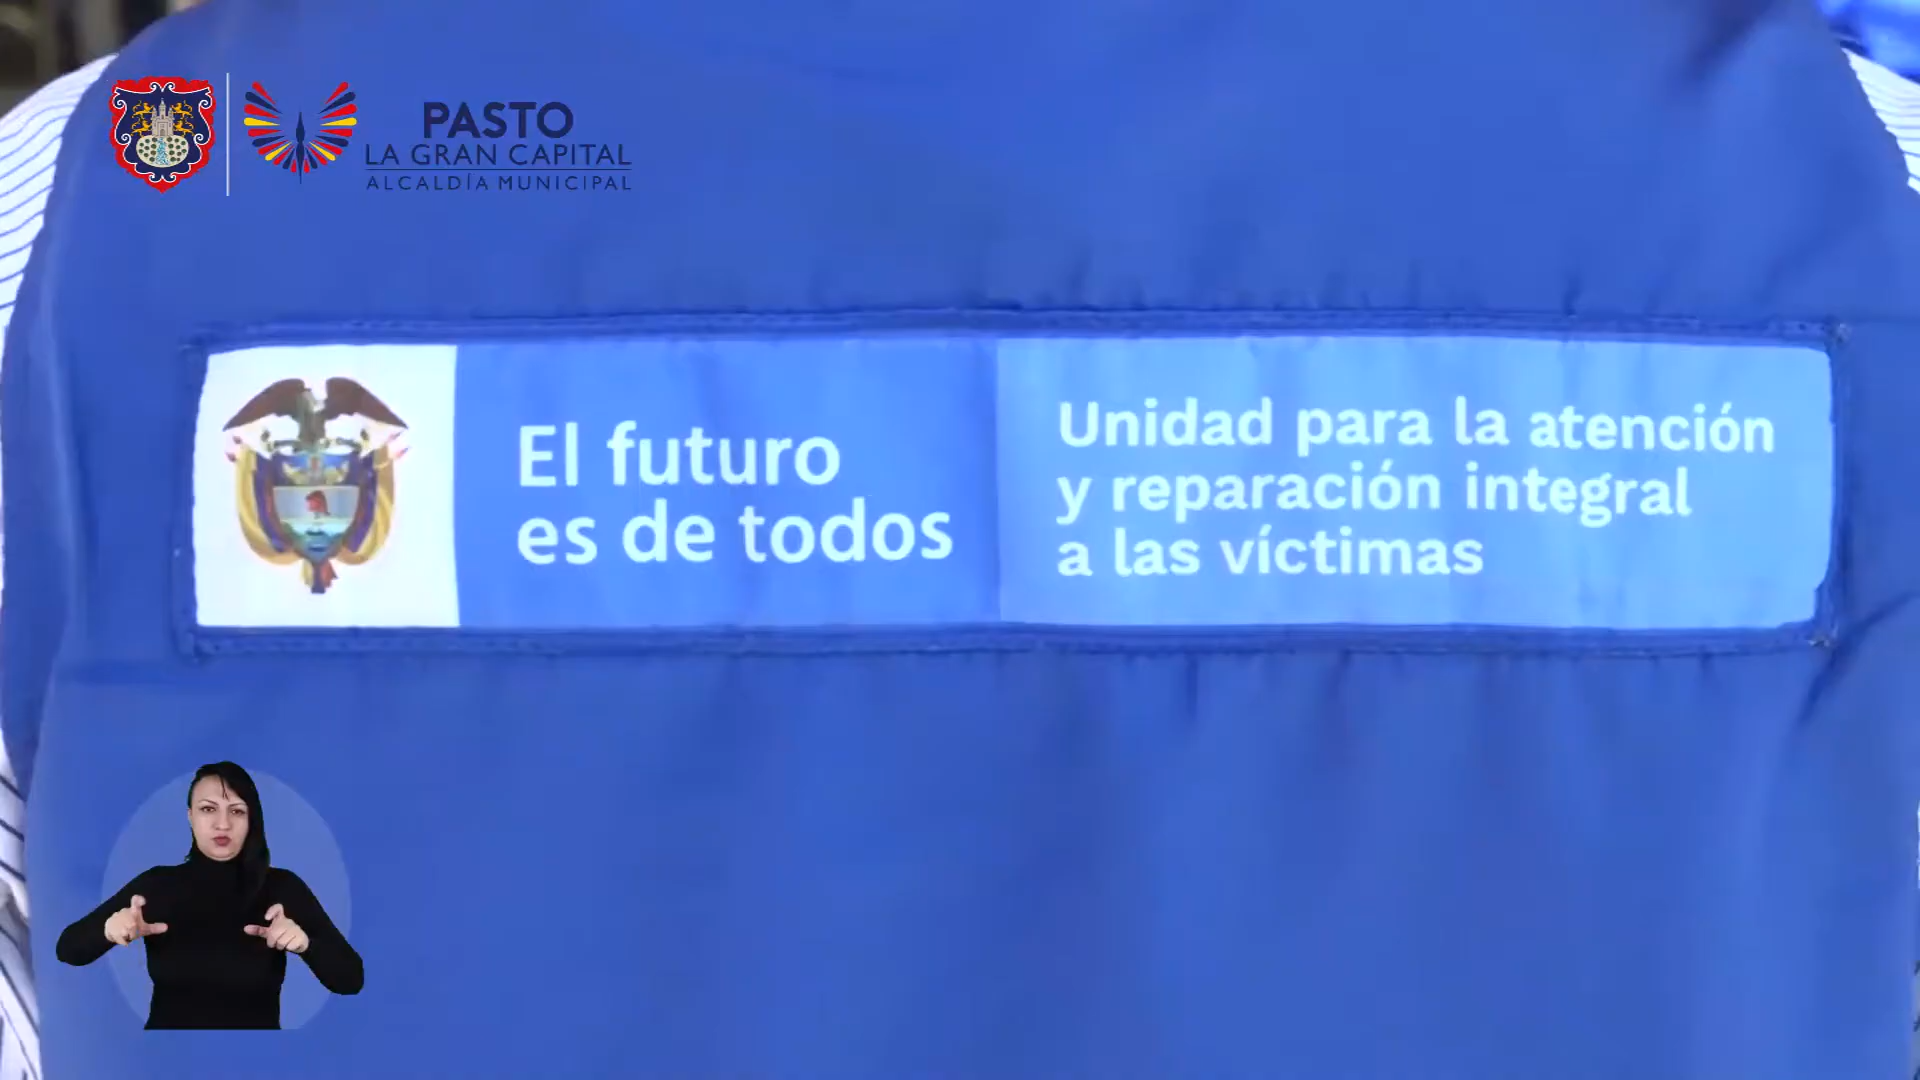 PASTO
LA GRAN CAPITAL
ALCALDÍA MUNICIPAL
El futuro
es de todos
Unidad para la atención
y reparación integral
a las víctimas